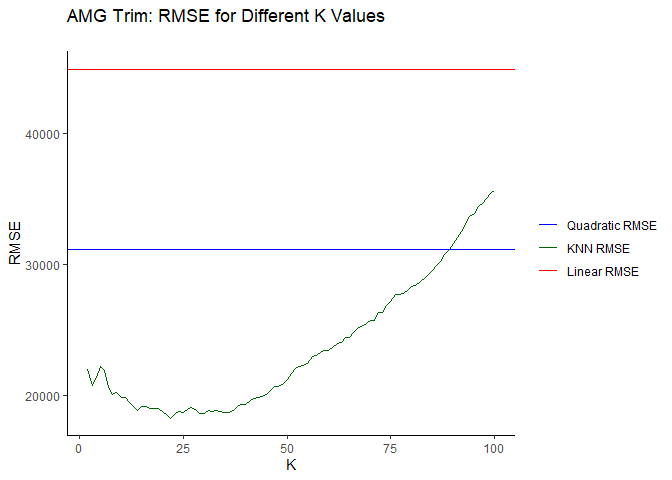 AMG Trim: RMSE for Different K Values
RMSE
40000
30000
20000
0
25
50
75
100
K
Quadratic RMSE
KNN RMSE
Linear RMSE